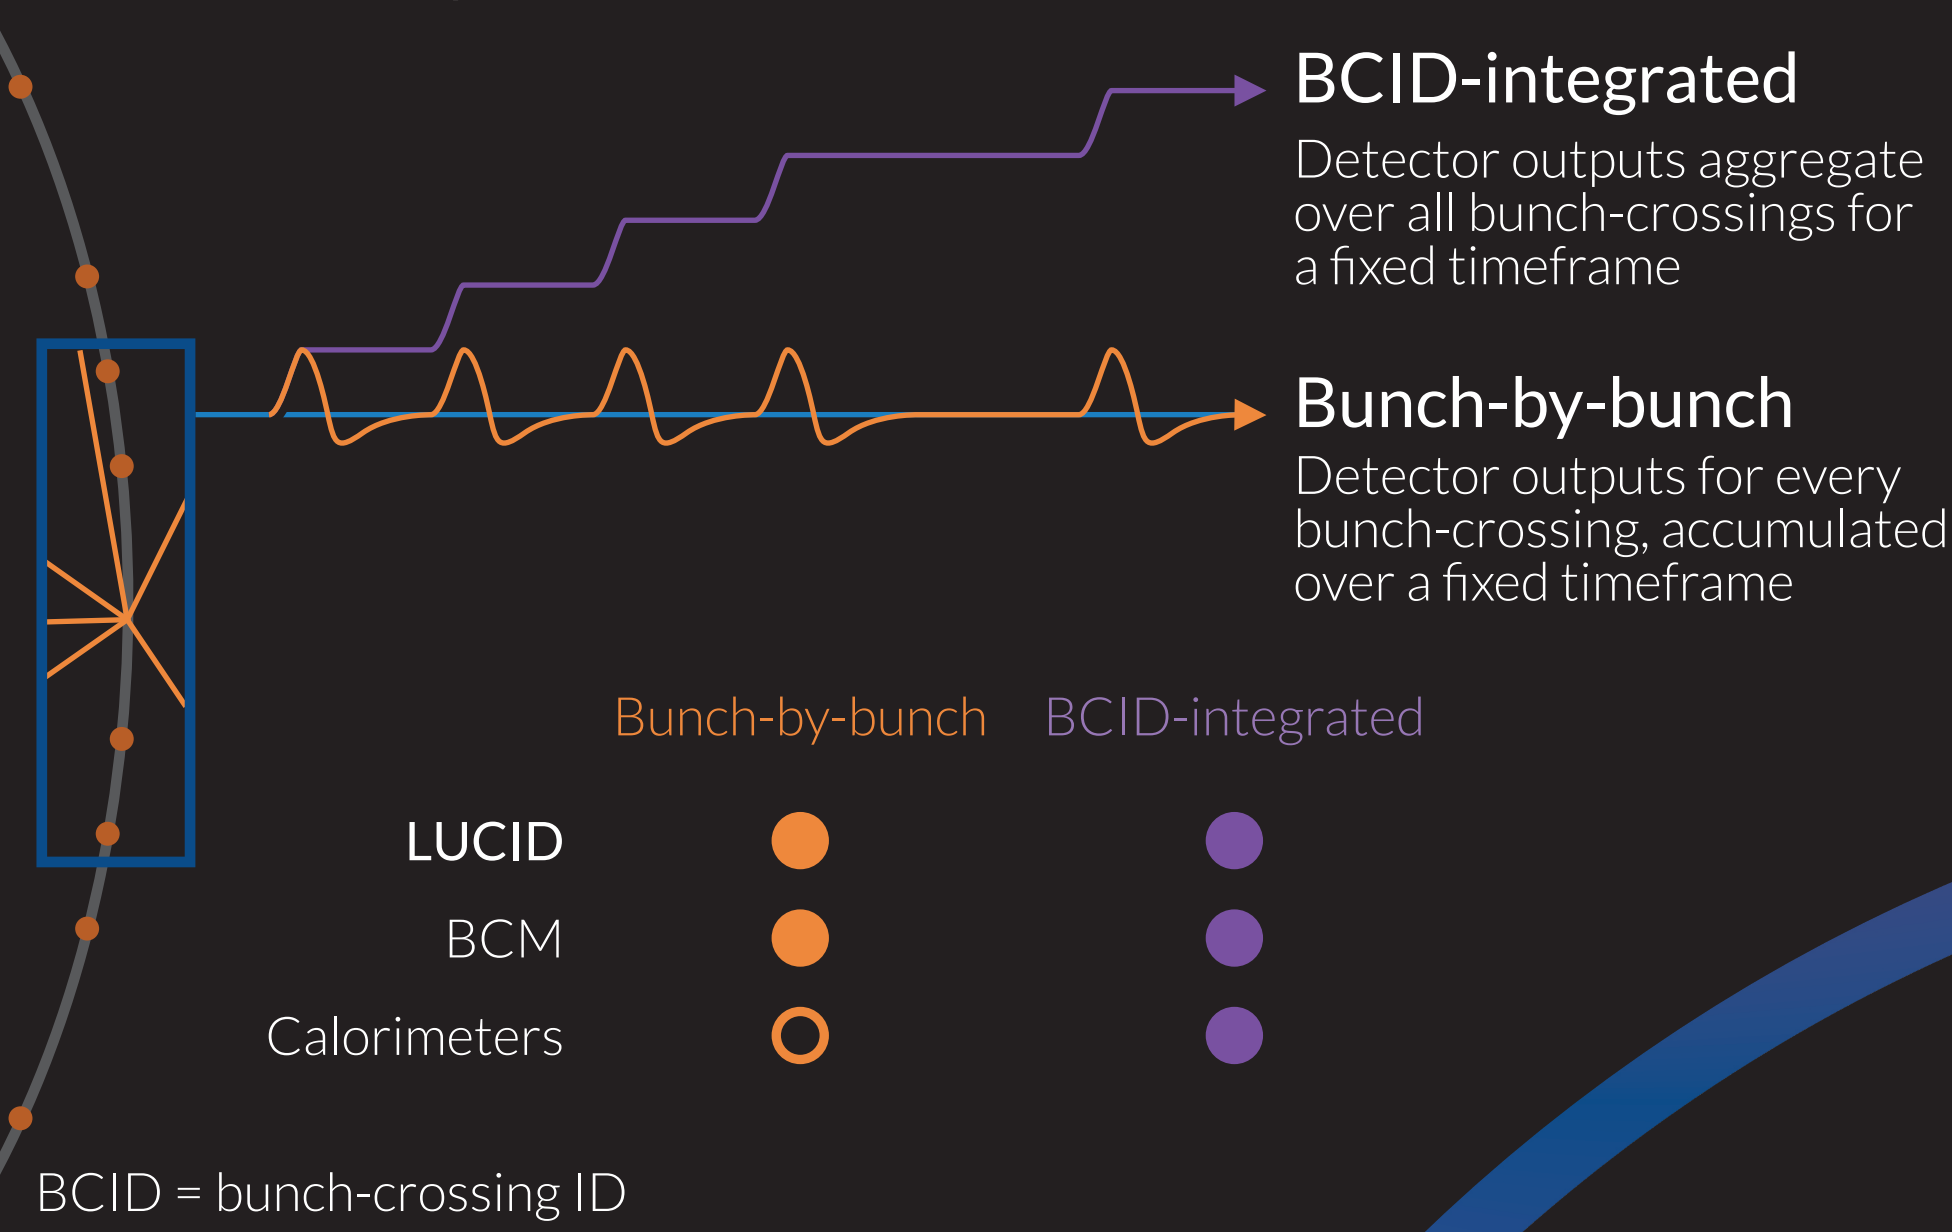 BCID-integrated
Detector outputs aggregate
over all bunch-crossings for
a fixed timeframe
Bunch-by-bunch
Detector outputs for every
bunch-crossing, accumulated
over a fixed timeframe
Bunch-by-bunch BCID-integrated
LUCID
BCM
Calorimeters
BCID = bunch-crossing ID